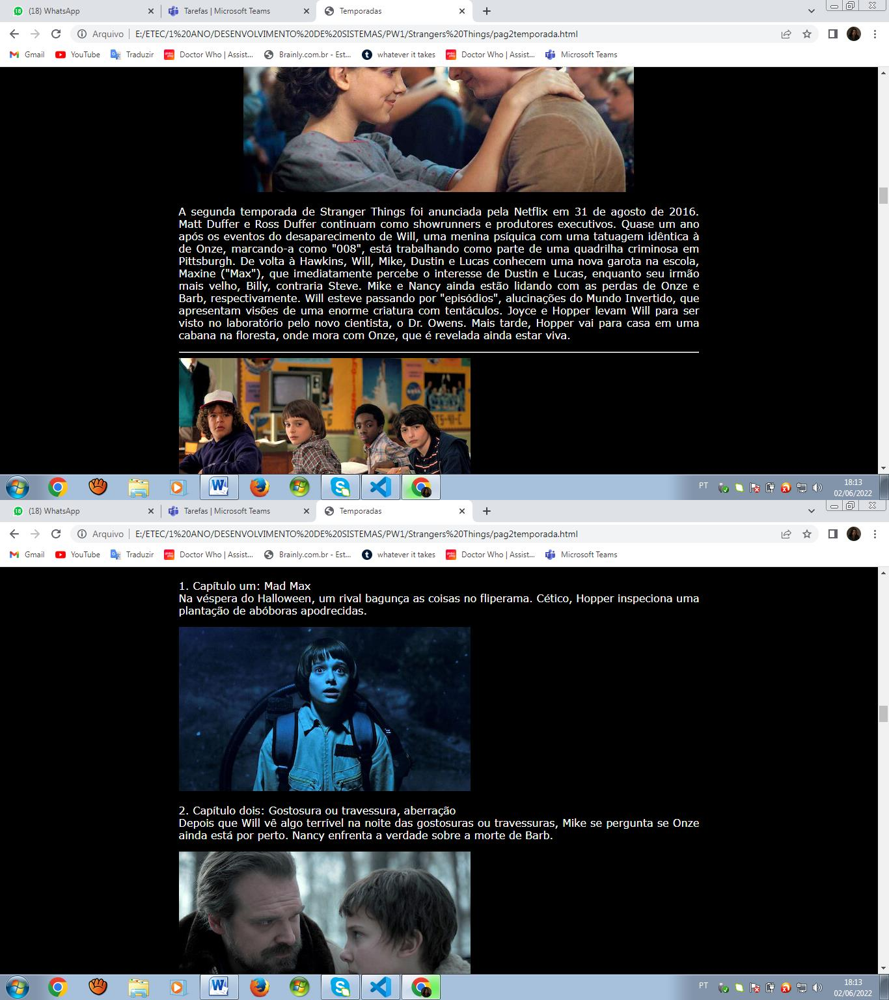 (18) WhatsApp
Tarefas | Microsoft Teams
Temporadas
Arquivo | E:/ETEC/1%20ANO/DESENVOLVIMENTO%20DE%20SISTEMAS/PW1/Strangers%20Things/pag2temporada.html
Gmail YouTube Traduzir Doctor Who | Assist... Brainly.com.br - Est... whatever it takes Doctor Who | Assist... Microsoft Teams
A segunda temporada de Stranger Things foi anunciada pela Netflix em 31 de agosto de 2016.
Matt Duffer e Ross Duffer continuam como showrunners e produtores executivos. Quase um ano
após os eventos do desaparecimento de Will, uma menina psíquica com uma tatuagem idêntica à
de Onze, marcando-a como "008", está trabalhando como parte de uma quadrilha criminosa em
Pittsburgh. De volta à Hawkins, Will, Mike, Dustin e Lucas conhecem uma nova garota na escola,
Maxine ("Max"), que imediatamente percebe o interesse de Dustin e Lucas, enquanto seu irmão
mais velho, Billy, contraria Steve. Mike e Nancy ainda estão lidando com as perdas de Onze e
Barb, respectivamente. Will esteve passando por "episódios", alucinações do Mundo Invertido, que
apresentam visões de uma enorme criatura com tentáculos. Joyce e Hopper levam Will para ser
visto no laboratório pelo novo cientista, o Dr. Owens. Mais tarde, Hopper vai para casa em uma
cabana na floresta, onde mora com Onze, que é revelada ainda estar viva.
PT
18:13
02/06/2022
(18) WhatsApp
Tarefas | Microsoft Teams
Temporadas
Arquivo | E:/ETEC/1%20ANO/DESENVOLVIMENTO%20DE%20SISTEMAS/PW1/Strangers%20Things/pag2temporada.html
Gmail YouTube Traduzir Doctor Who | Assist... Brainly.com.br - Est... whatever it takes Doctor Who | Assist... Microsoft Teams
1. Capítulo um: Mad Max
Na véspera do Halloween, um rival bagunça as coisas no fliperama. Cético, Hopper inspeciona uma
plantação de abóboras apodrecidas.
2. Capítulo dois: Gostosura ou travessura, aberração
Depois que Will vê algo terrível na noite das gostosuras ou travessuras, Mike se pergunta se Onze
ainda está por perto. Nancy enfrenta a verdade sobre a morte de Barb.
PT
18:13
02/06/2022